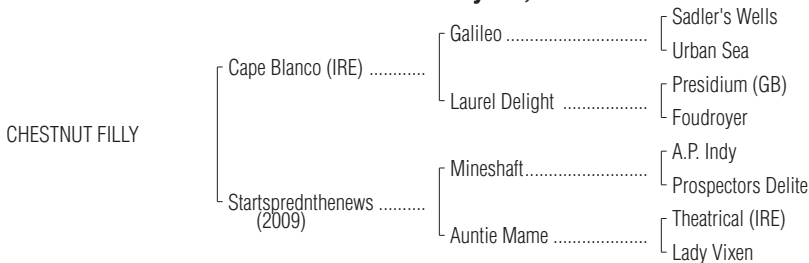 Sadler's Wells
Galileo ................................
Urban Sea
Cape Blanco (IRE) ............
Presidium (GB)
Laurel Delight ...................
Foudroyer
CHESTNUT FILLY
A.P. Indy
Mineshaft...........................
Prospectors Delite
Startsprednthenews ..........
(2009)
Theatrical (IRE)
Auntie Mame .....................
Lady Vixen